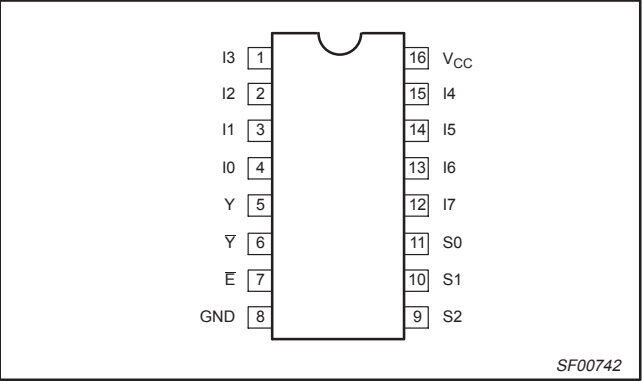 I3 1 16 VCC
I2 2 15 I4
I1 3 14 I5
I0 4 13 I6
Y 5 12 I7
Y̅ 6 11 S0
E̅ 7 10 S1
GND 8 9 S2
SF00742